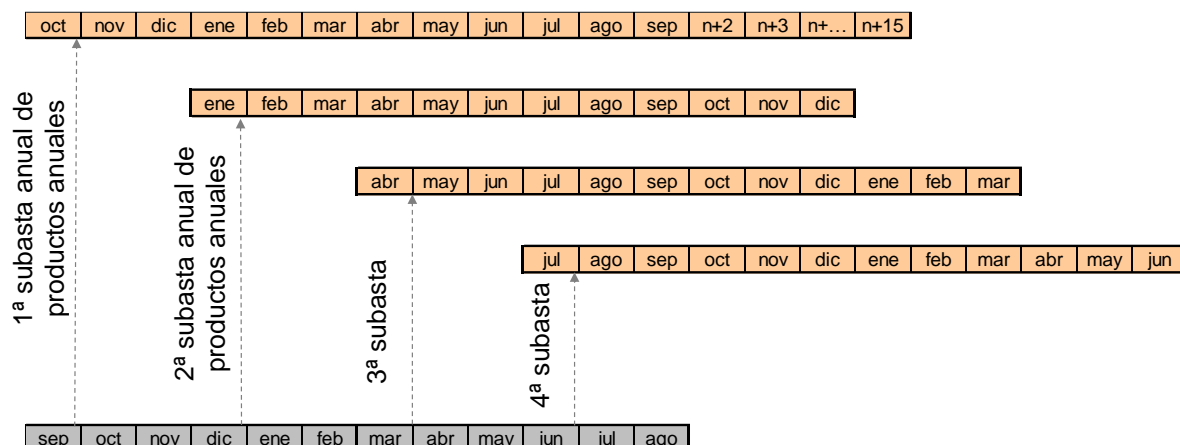 oct nov dic ene feb mar abr may jun jul ago sep n+2 n+3 n+... n+15
1ª subasta anual de
productos anuales
ene feb mar abr may jun jul ago sep oct nov dic
2ª subasta anual de
productos anuales
abr may jun jul ago sep oct nov dic ene feb mar
3ª subasta
jul ago sep oct nov dic ene feb mar abr may jun
4ª subasta
sep oct nov dic ene feb mar abr may jun jul ago